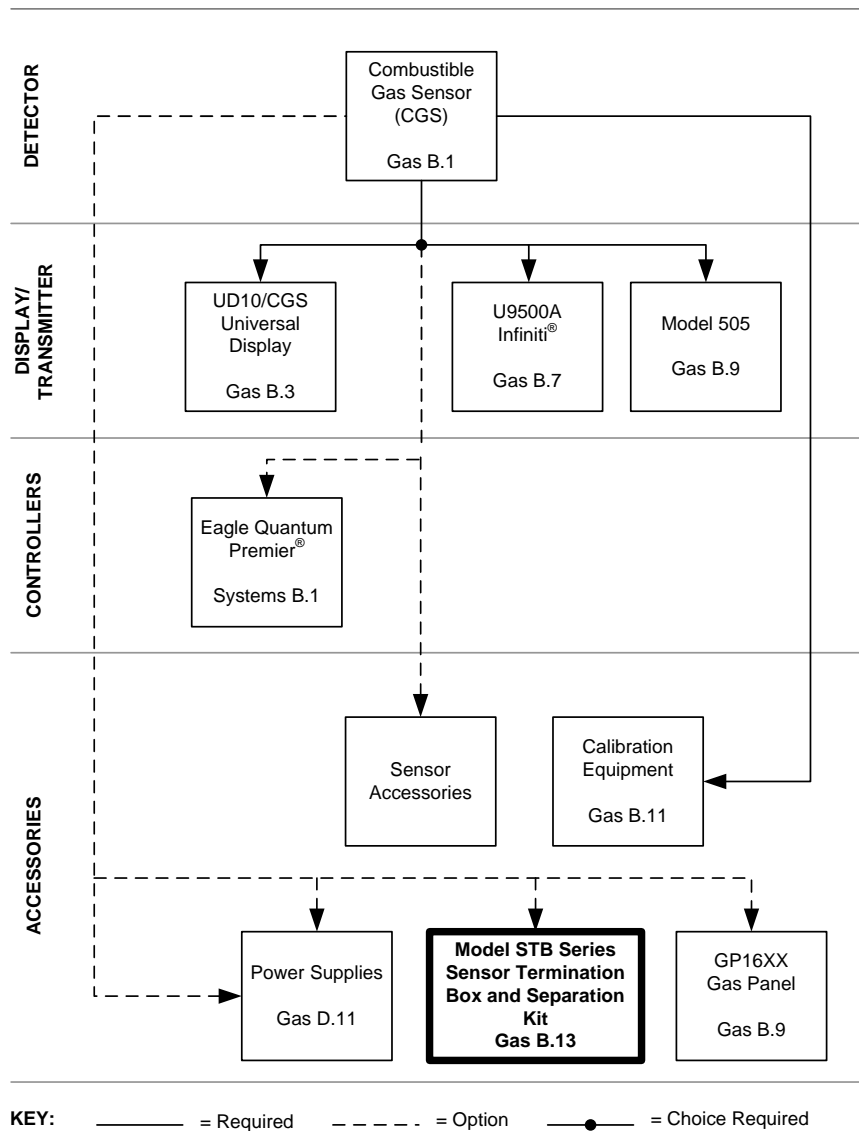 DETECTOR
Combustible
Gas Sensor
(CGS)
Gas B.1
DISPLAY/
TRANSMITTER
UD10/CGS
Universal
Display
Gas B.3
U9500A
Infiniti®
Gas B.7
Model 505
Gas B.9
CONTROLLERS
Eagle Quantum
Premier®
Systems B.1
ACCESSORIES
Sensor
Accessories
Calibration
Equipment
Gas B.11
Power Supplies
Gas D.11
Model STB Series
Sensor Termination
Box and Separation
Kit
Gas B.13
GP16XX
Gas Panel
Gas B.9
KEY: = Required = Option = Choice Required